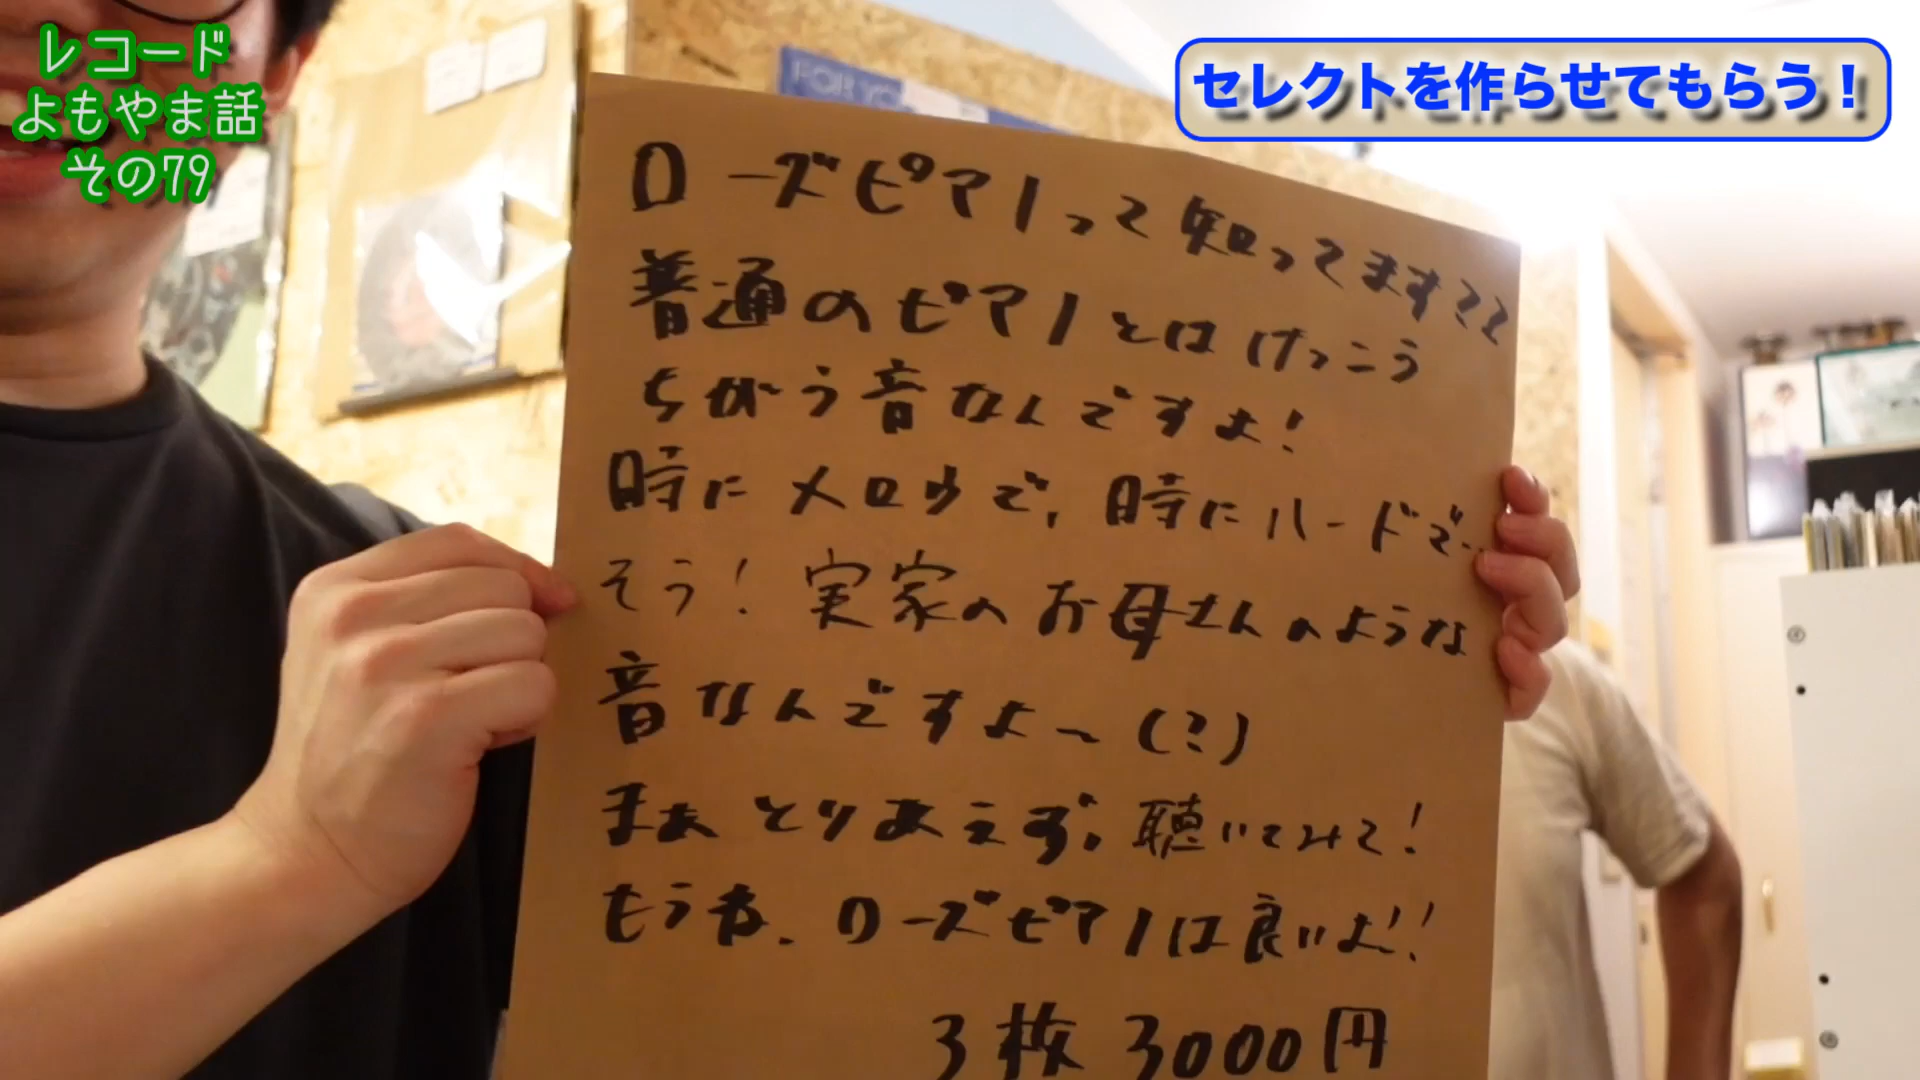 レコード
よもやま話
その79
セレクトを作らせてもらう！
FOR YO
ローズピアノって知ってます??
普通のピアノとはけっこう
ちがう音なんですよ!
時にメロウで,時にハードで..
そう!実家のお母さんのような
音なんですよ～(?)
まぁとりあえず,聴いてみて!
もうね.ローズピアノは良いよ!!
3枚 3000円